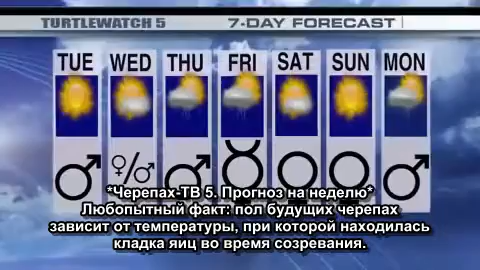 TURTLEWATCH 5 7-DAY FORECAST
TUE WED THU FRI SAT SUN MON
*Черепах-ТВ 5. Прогноз на неделю*
Любопытный факт: пол будущих черепах
зависит от температуры, при которой находилась
кладка яиц во время созревания.